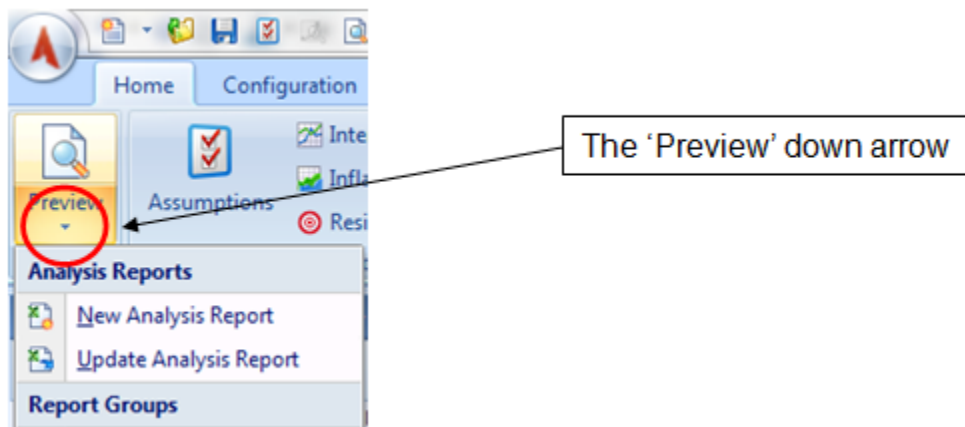 Home Configuration
The 'Preview' down arrow
Preview
Assumptions
Analysis Reports
New Analysis Report
Update Analysis Report
Report Groups